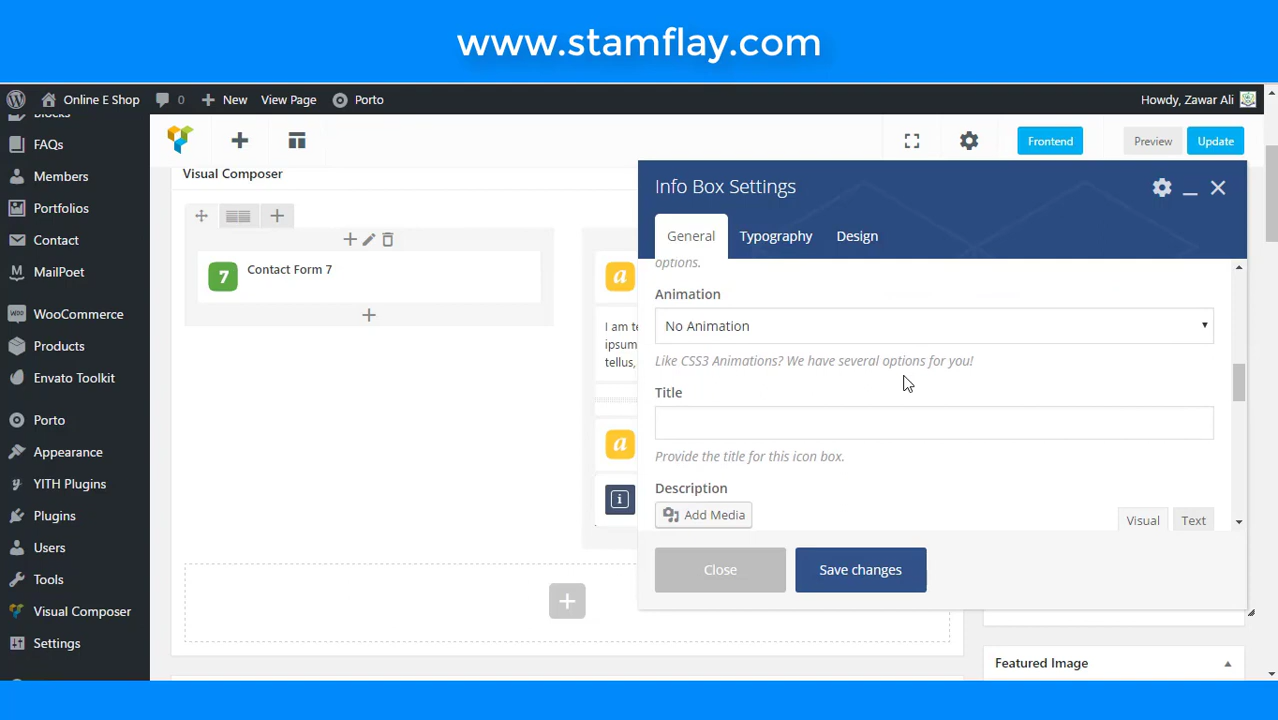 www.stamflay.com
Online E Shop 0 New View Page Porto Howdy, Zawar Ali
Blocks
FAQs
Members
Portfolios
Contact
MailPoet
WooCommerce
Products
Envato Toolkit
Porto
Appearance
YITH Plugins
Plugins
Users
Tools
Visual Composer
Settings
Frontend Preview Update
Visual Composer
7 Contact Form 7
I am te
ipsum
tellus,
Info Box Settings
General Typography Design
options.
Animation
No Animation
Like CSS3 Animations? We have several options for you!
Title
Provide the title for this icon box.
Description
Add Media
Visual Text
Close Save changes
Featured Image